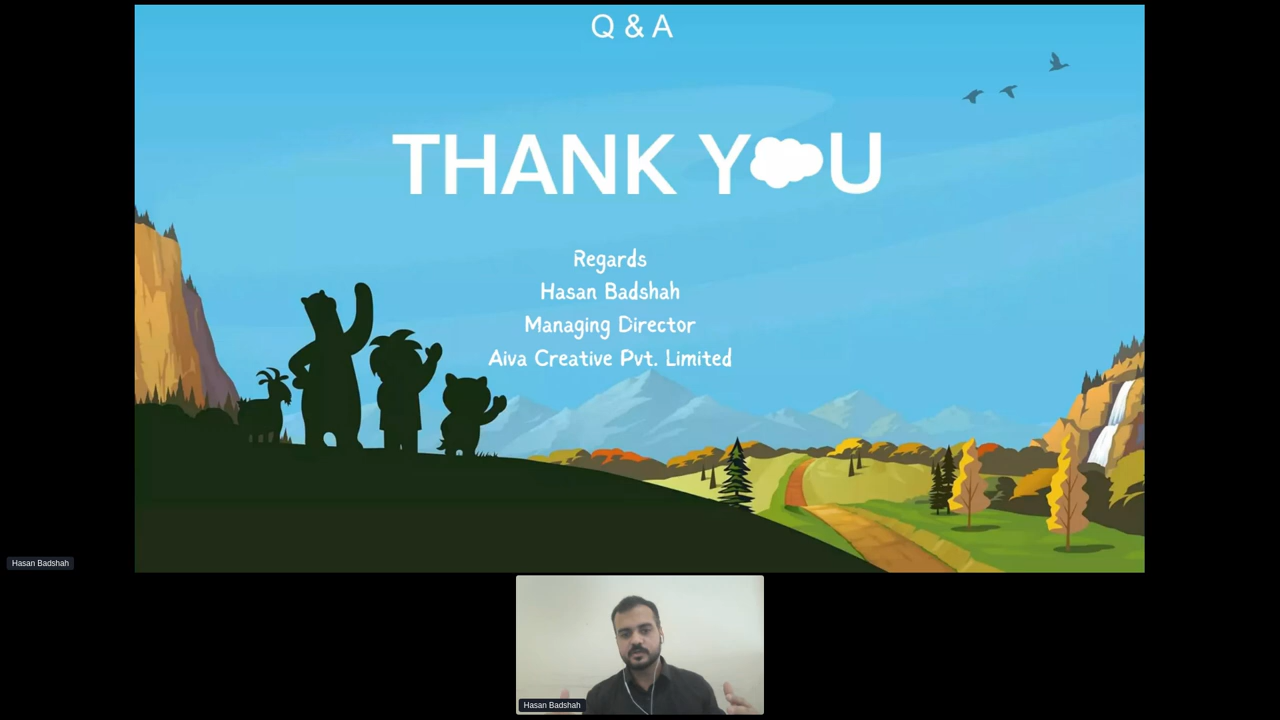 Q & A
THANK YOU
Regards
Hasan Badshah
Managing Director
Aiva Creative Pvt. Limited
Hasan Badshah
Hasan Badshah